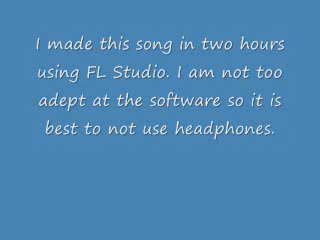 I made this song in two hours
using FL Studio. I am not too
adept at the software so it is
best to not use headphones.